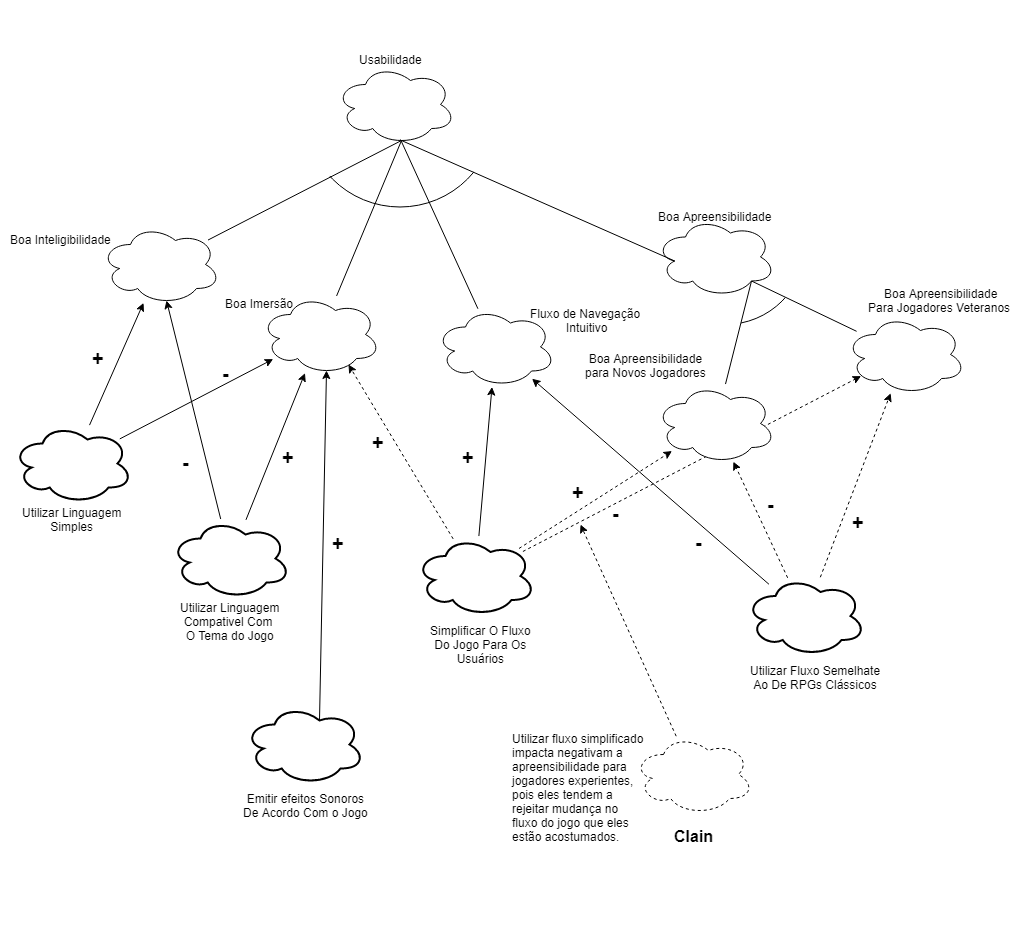 Usabilidade
Boa Inteligibilidade
Boa Apreensibilidade
Boa Imersão
Fluxo de Navegação
Intuitivo
Boa Apreensibilidade
Para Jogadores Veteranos
Boa Apreensibilidade
para Novos Jogadores
+
-
-
+
+
+
+
-
-
+
-
-
+
Utilizar Linguagem
Simples
Utilizar Linguagem
Compativel Com
O Tema do Jogo
Simplificar O Fluxo
Do Jogo Para Os
Usuários
Utilizar Fluxo Semelhate
Ao De RPGs Clássicos
Emitir efeitos Sonoros
De Acordo Com o Jogo
Utilizar fluxo simplificado
impacta negativam a
apreensibilidade para
jogadores experientes,
pois eles tendem a
rejeitar mudança no
fluxo do jogo que eles
estão acostumados.
Clain